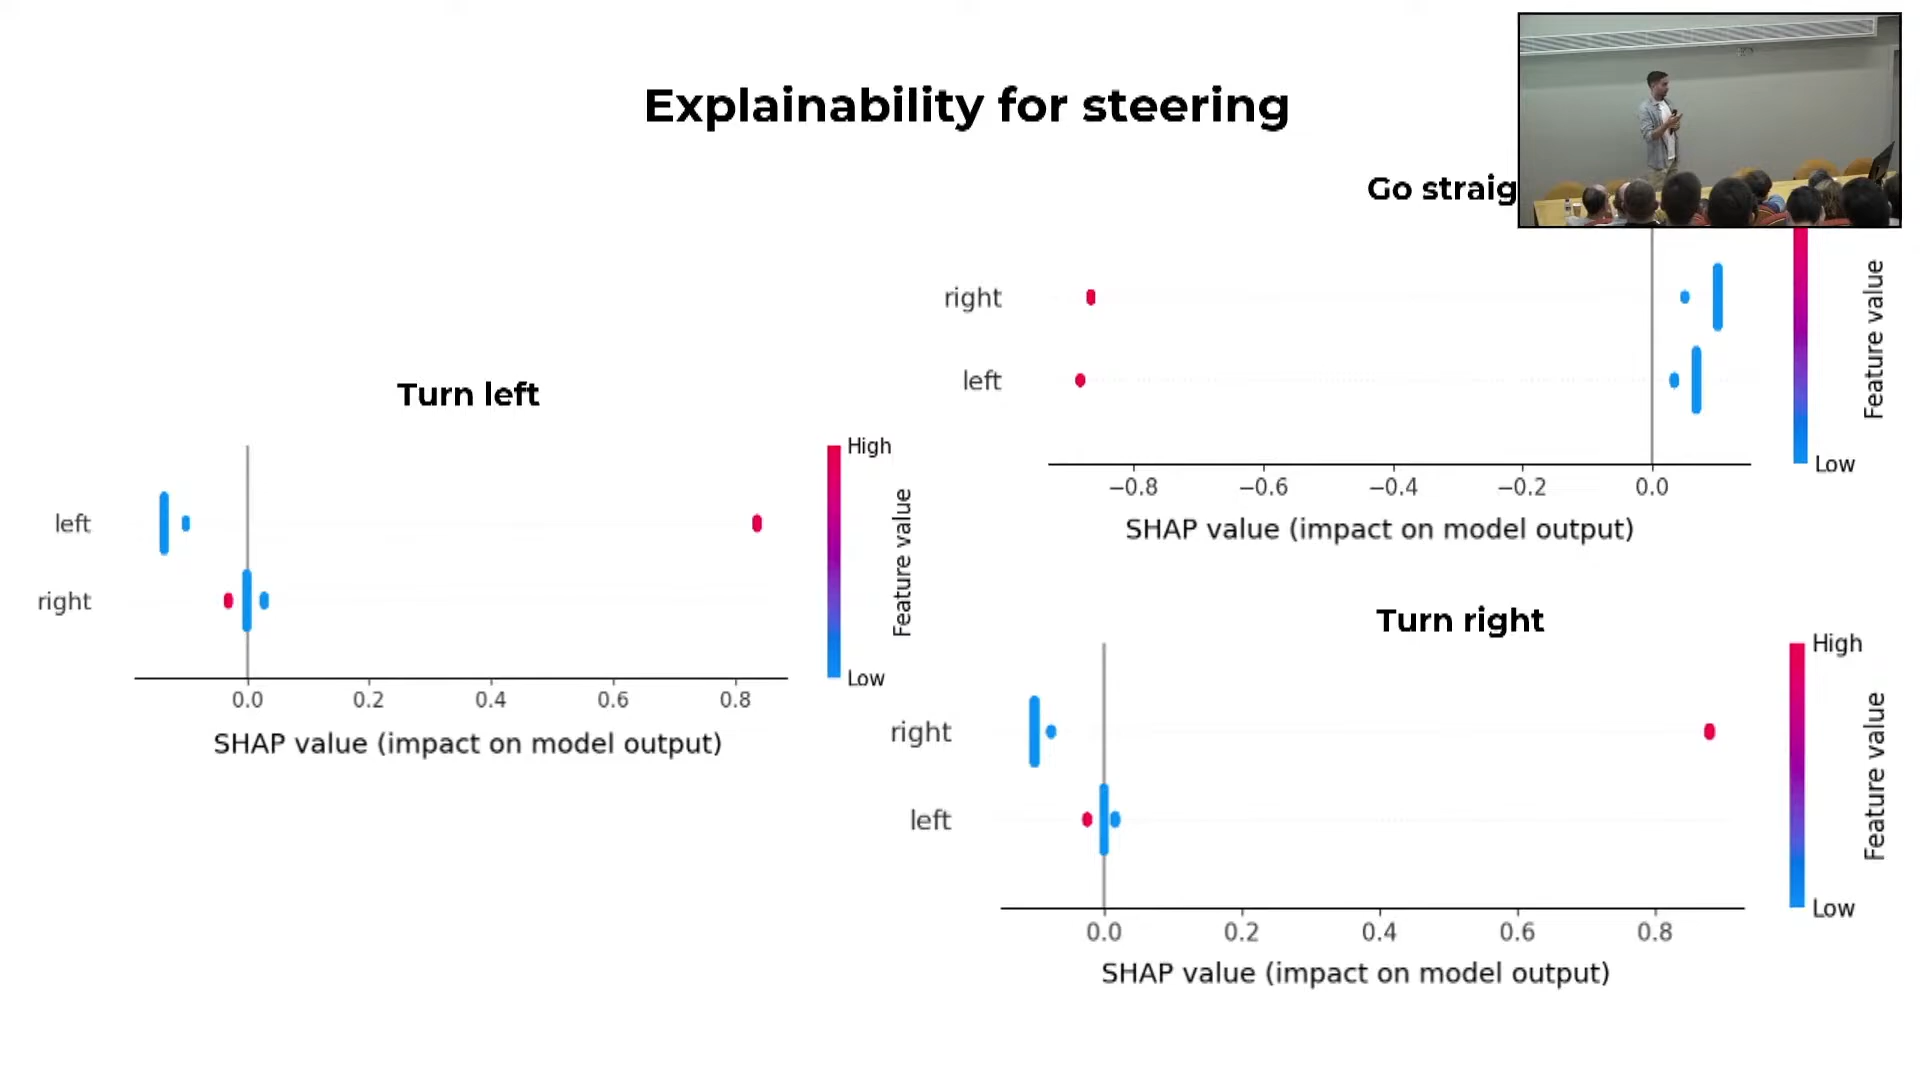 Explainability for steering
Go straig
right
left
−0.8 −0.6 −0.4 −0.2 0.0
SHAP value (impact on model output)
Low
Feature value
Turn left
left
right
0.0 0.2 0.4 0.6 0.8
SHAP value (impact on model output)
High
Low
Feature value
Turn right
right
left
0.0 0.2 0.4 0.6 0.8
SHAP value (impact on model output)
High
Low
Feature value